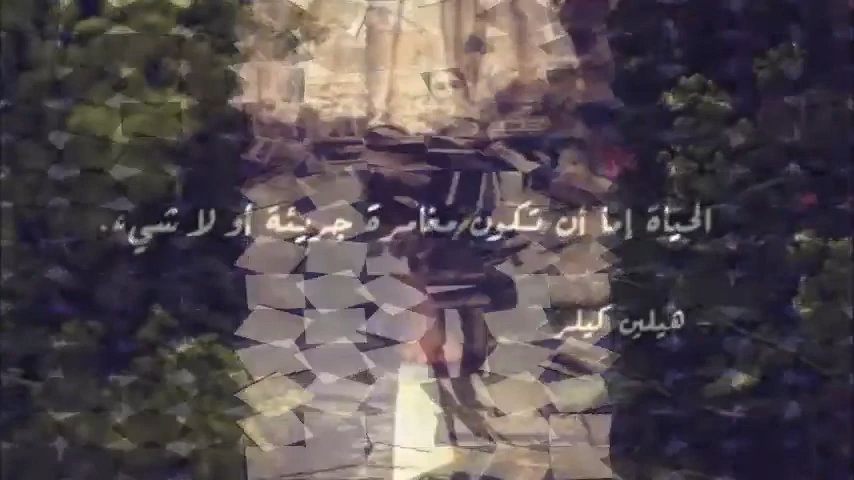 الحياة إما أن تكون مغامرة جريئة أو لا شيء.
- هيلين كيلر